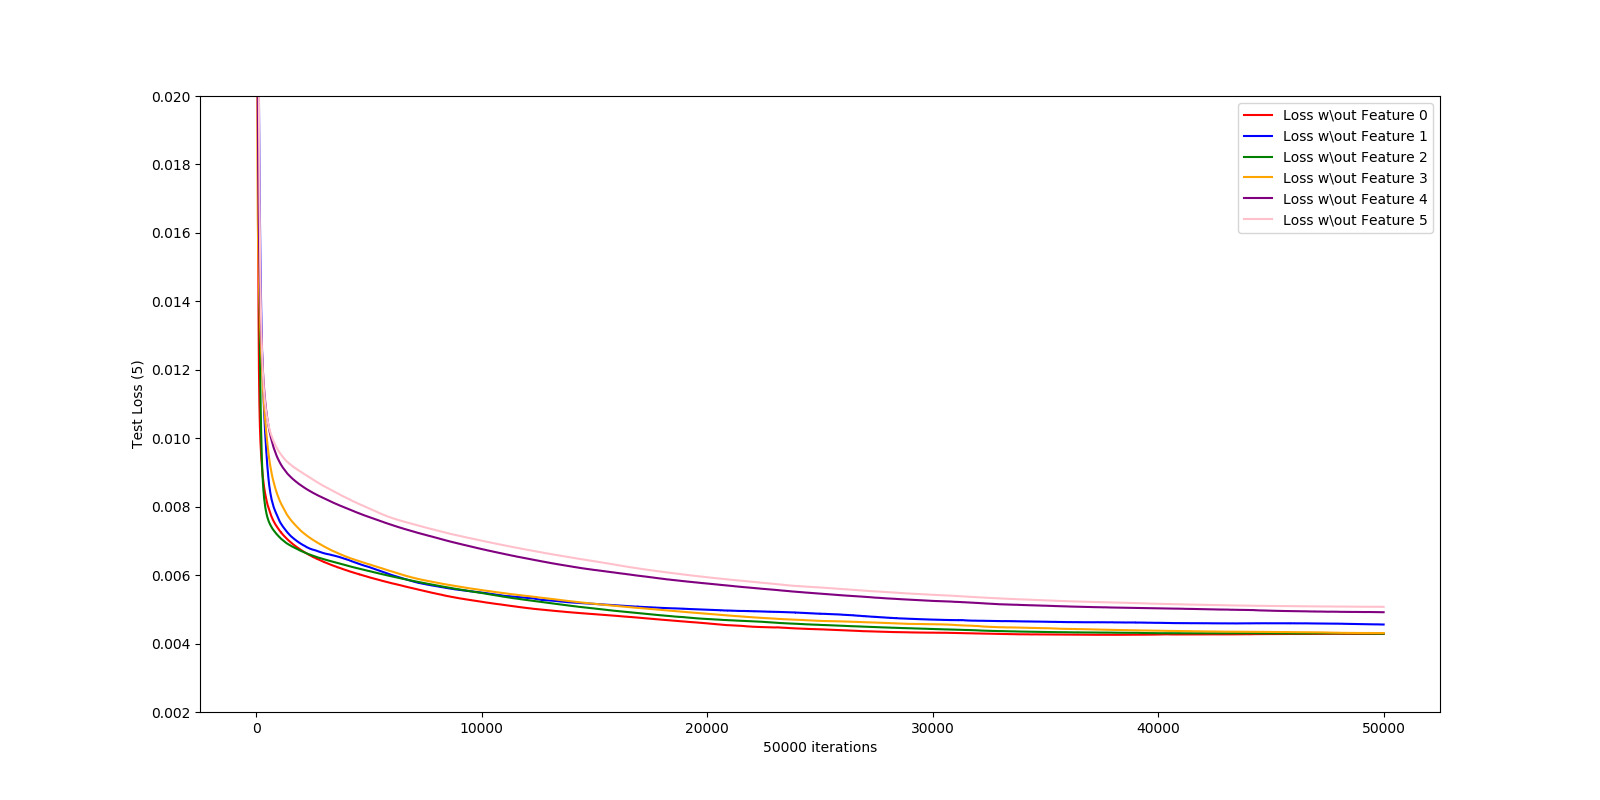 0.020
0.018
0.016
0.014
0.012
0.010
0.008
0.006
0.004
0.002
Test Loss (5)
Loss w\out Feature 0
Loss w\out Feature 1
Loss w\out Feature 2
Loss w\out Feature 3
Loss w\out Feature 4
Loss w\out Feature 5
0 10000 20000 30000 40000 50000
50000 iterations